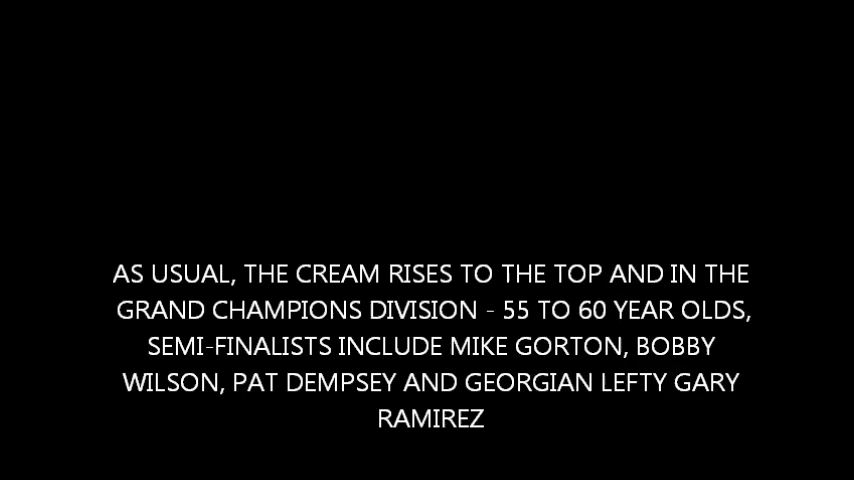 AS USUAL, THE CREAM RISES TO THE TOP AND IN THE
GRAND CHAMPIONS DIVISION - 55 TO 60 YEAR OLDS,
SEMI-FINALISTS INCLUDE MIKE GORTON, BOBBY
WILSON, PAT DEMPSEY AND GEORGIAN LEFTY GARY
RAMIREZ